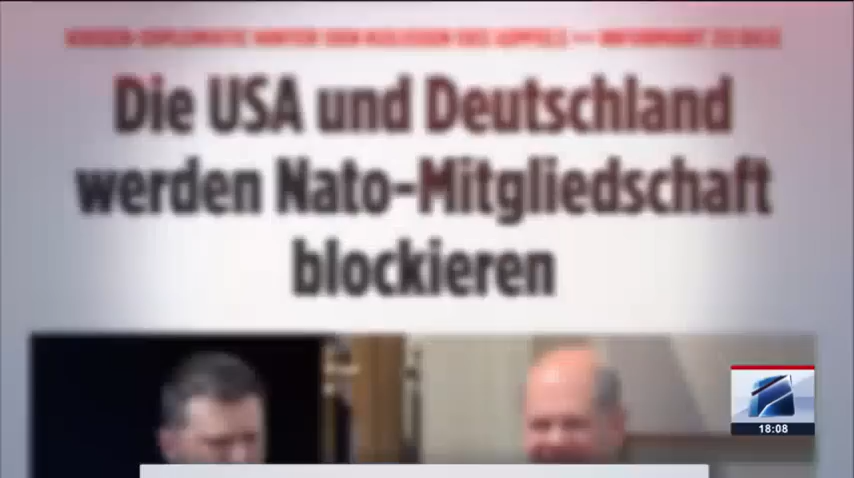 Die USA und Deutschland
werden Nato-Mitgliedschaft
blockieren
18:08